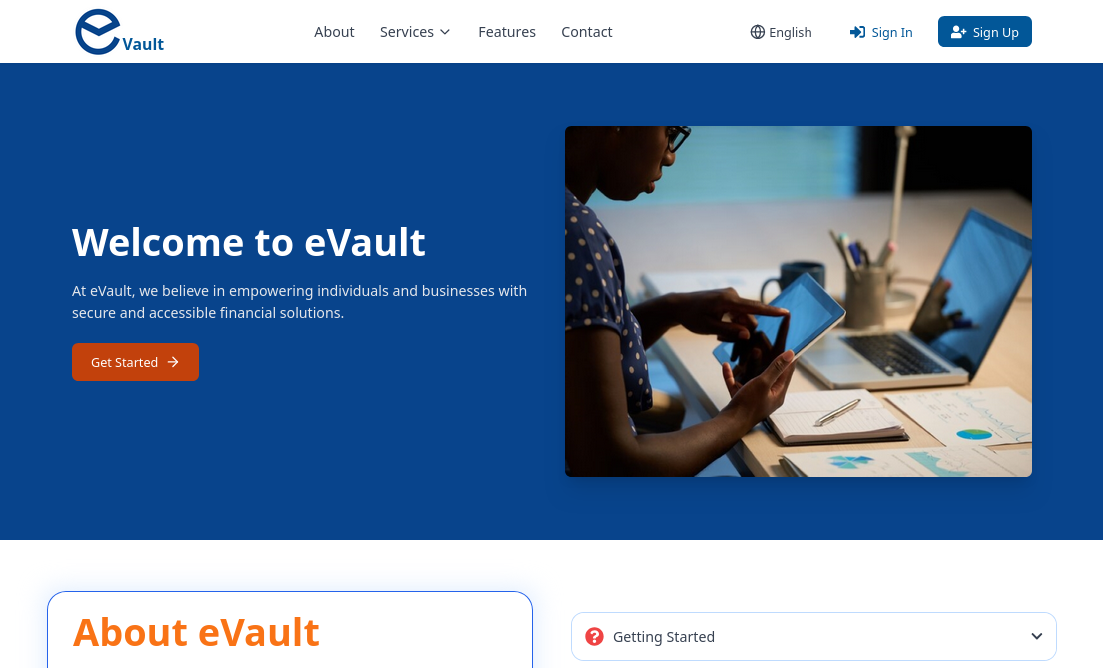 Vault
About
Services
Features
Contact
English
Sign In
Sign Up
Welcome to eVault
At eVault, we believe in empowering individuals and businesses with
secure and accessible financial solutions.
Get Started
About eVault
Getting Started